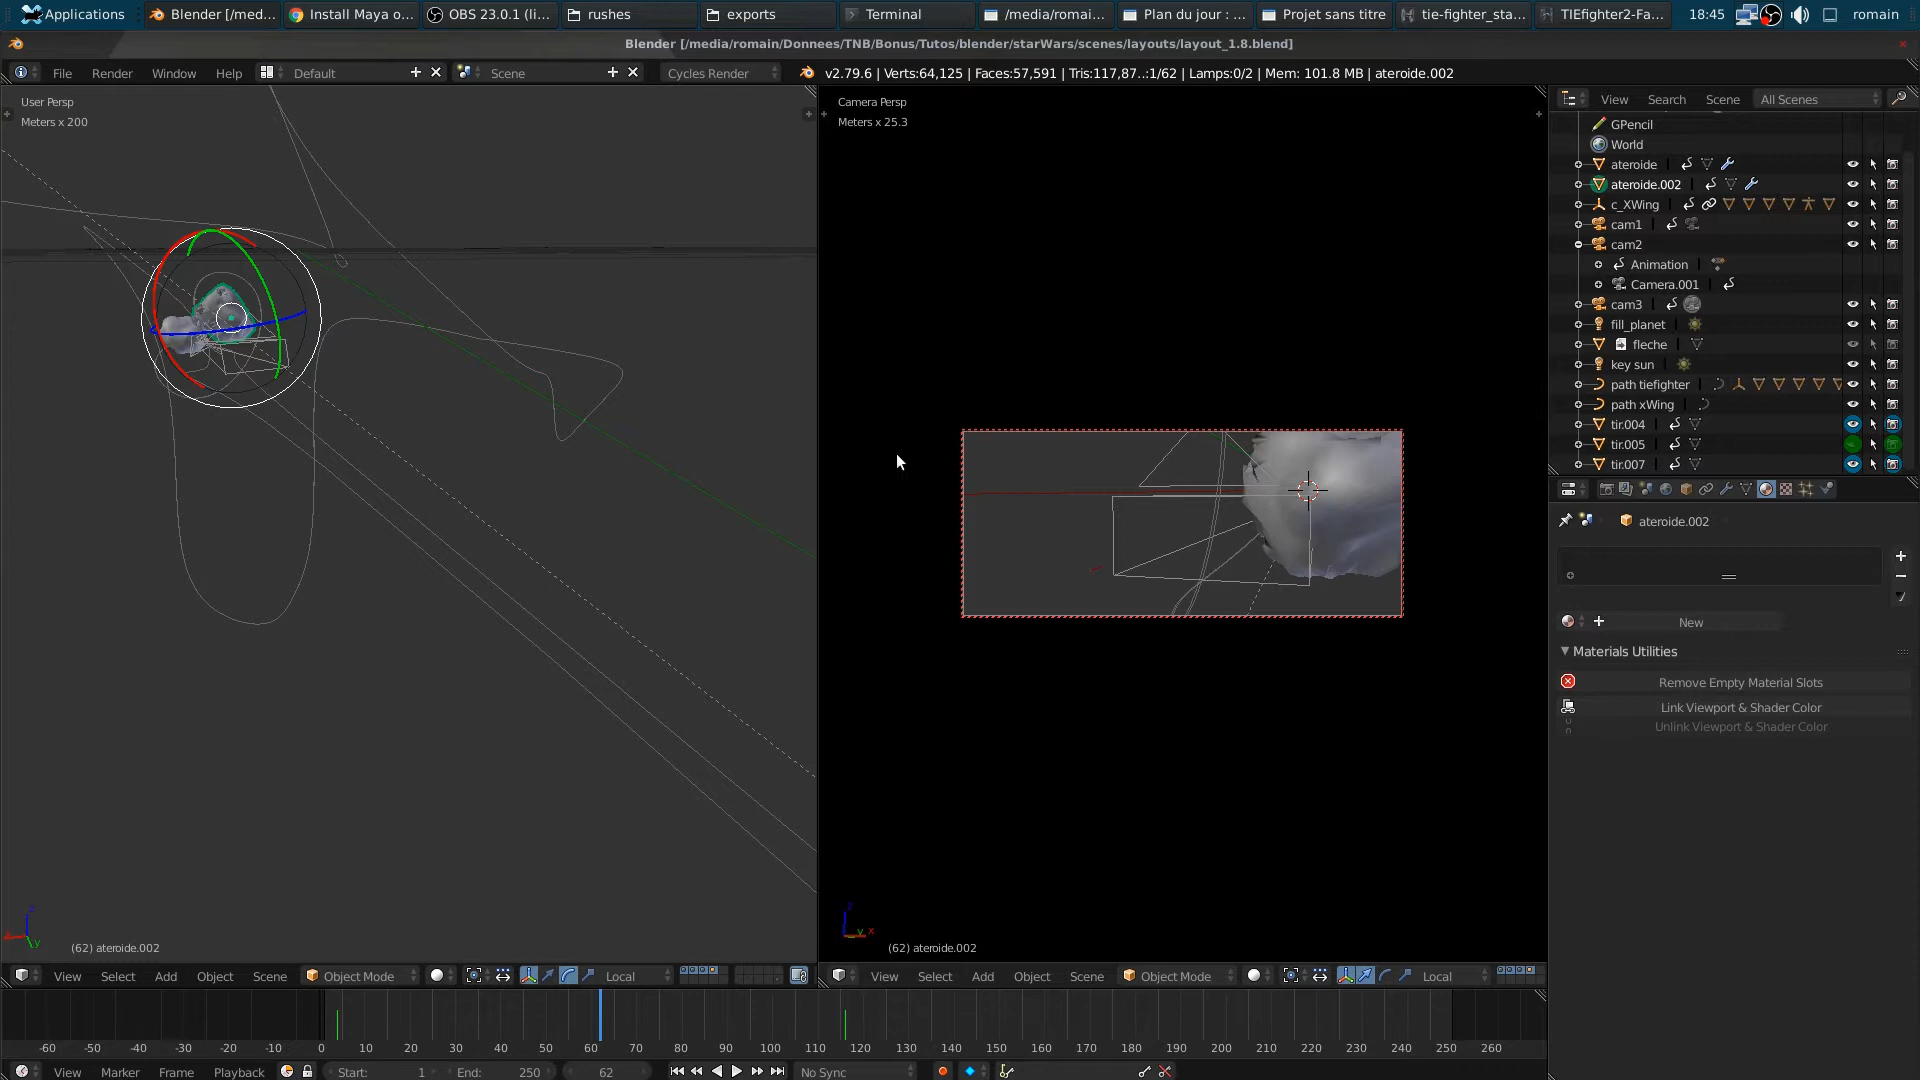 Applications
Blender [/med...
Install Maya o...
OBS 23.0.1 (li...
rushes
exports
Terminal
/media/romai...
Plan du jour : ...
Projet sans titre
tie-fighter_sta...
TIEfighter2-Fa...
18:45
romain
Blender [/media/romain/Donnees/TNB/Bonus/Tutos/blender/starWars/scenes/layouts/layout_1.8.blend]
File Render Window Help
Default
Scene
Cycles Render
v2.79.6 | Verts:64,125 | Faces:57,591 | Tris:117,87..:1/62 | Lamps:0/2 | Mem: 101.8 MB | ateroide.002
User Persp
Meters x 200
(62) ateroide.002
Camera Persp
Meters x 25.3
(62) ateroide.002
View Search Scene All Scenes
GPencil
World
ateroide
ateroide.002
c_XWing
cam1
cam2
Animation
Camera.001
cam3
fill_planet
fleche
key sun
path tiefighter
path xWing
tir.004
tir.005
tir.007
ateroide.002
New
Materials Utilities
Remove Empty Material Slots
Link Viewport & Shader Color
Unlink Viewport & Shader Color
View Select Add Object Scene Object Mode Local
View Select Add Object Scene Object Mode Local
-60 -50 -40 -30 -20 -10 0 10 20 30 40 50 60 70 80 90 100 110 120 130 140 150 160 170 180 190 200 210 220 230 240 250 260
View Marker Frame Playback Start: 1 End: 250 62 No Sync